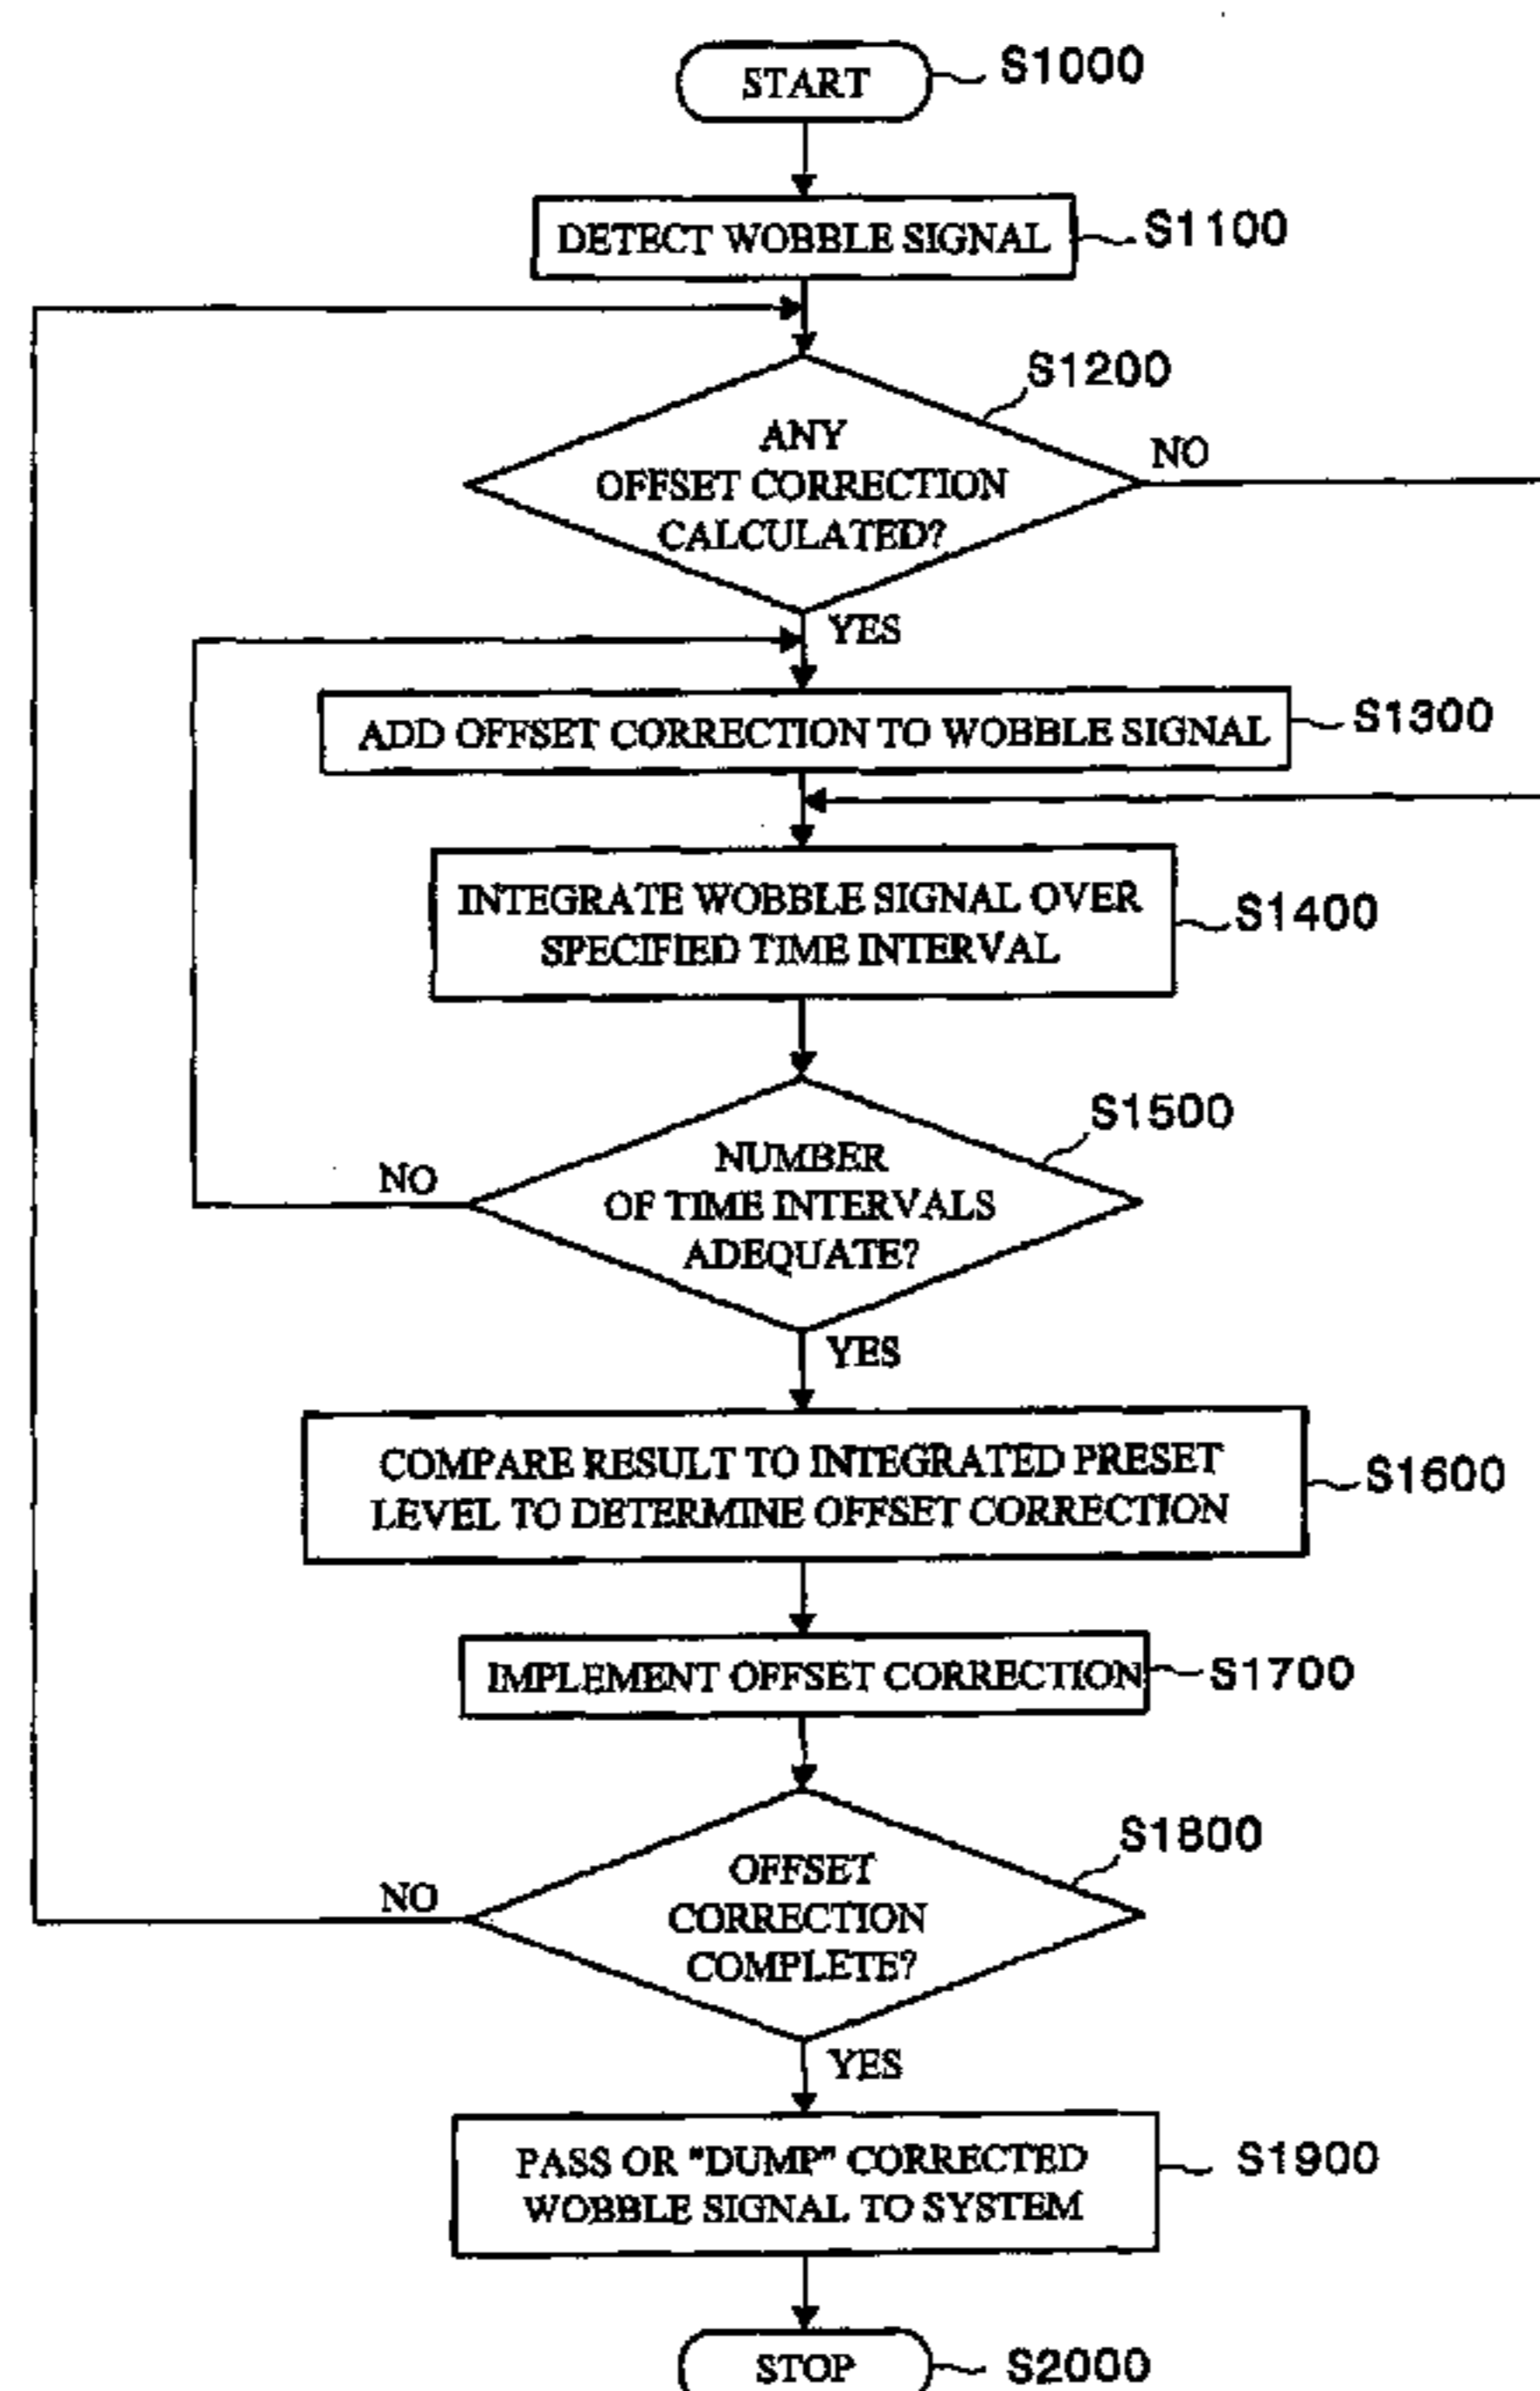 START
S1000
DETECT WOBBLE SIGNAL
S1100
S1200
ANY
OFFSET CORRECTION
CALCULATED?
NO
YES
ADD OFFSET CORRECTION TO WOBBLE SIGNAL
S1300
INTEGRATE WOBBLE SIGNAL OVER
SPECIFIED TIME INTERVAL
S1400
S1500
NUMBER
OF TIME INTERVALS
ADEQUATE?
NO
YES
COMPARE RESULT TO INTEGRATED PRESET
LEVEL TO DETERMINE OFFSET CORRECTION
S1600
IMPLEMENT OFFSET CORRECTION
S1700
S1800
OFFSET
CORRECTION
COMPLETE?
NO
YES
PASS OR "DUMP" CORRECTED
WOBBLE SIGNAL TO SYSTEM
S1900
STOP
S2000